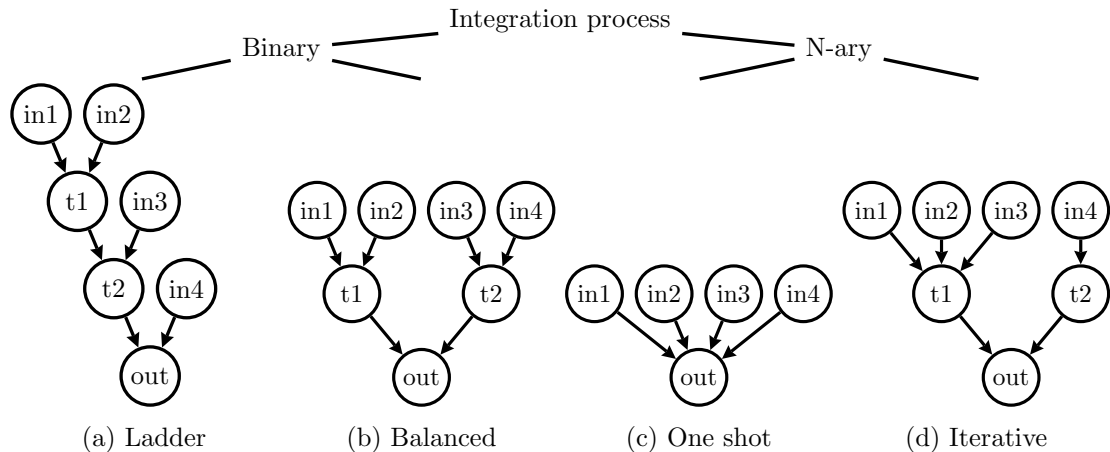 Integration process
Binary N-ary
in1 in2
t1 in3
in1 in2 in3 in4 in1 in2 in3 in4
t2 in4 t1 t2 in1 in2 in3 in4 t1 t2
out out out out
(a) Ladder (b) Balanced (c) One shot (d) Iterative